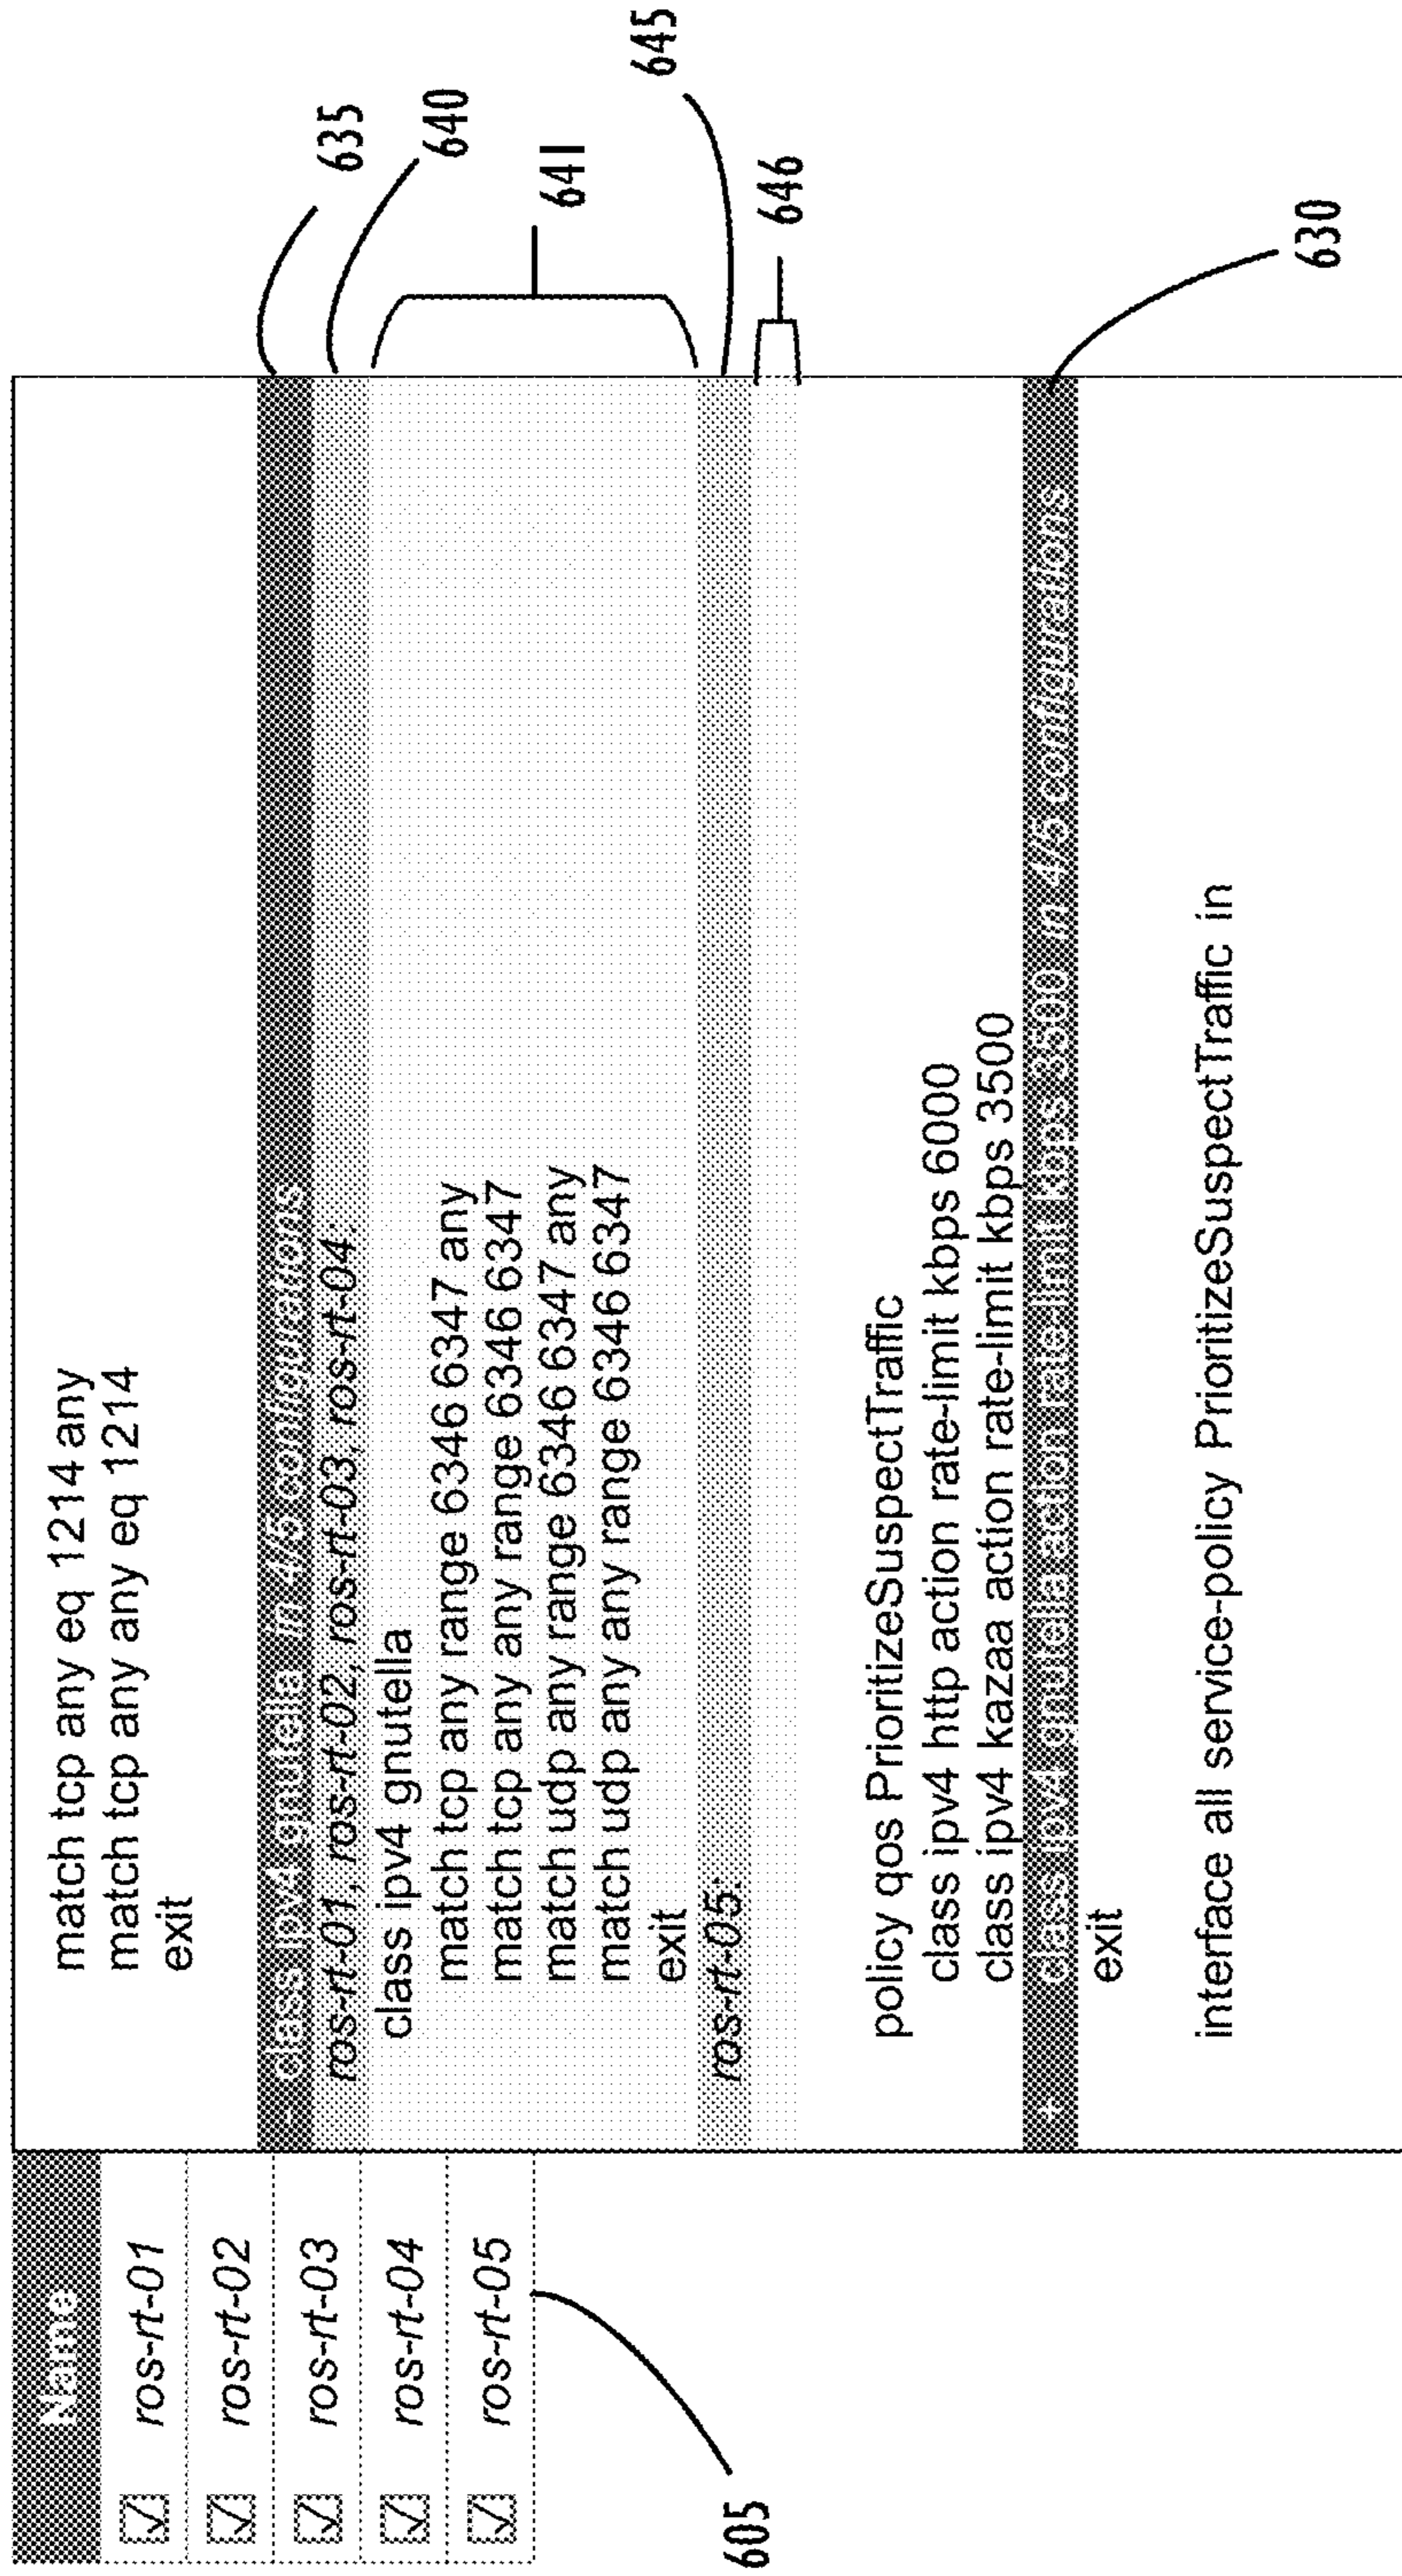 Name
☑ ros-rt-01
☑ ros-rt-02
☑ ros-rt-03
☑ ros-rt-04
☑ ros-rt-05
605
match tcp any eq 1214 any
match tcp any any eq 1214
exit
- class ipv4 gnutella in 4/5 configurations
635
ros-rt-01, ros-rt-02, ros-rt-03, ros-rt-04:
640
class ipv4 gnutella
match tcp any range 6346 6347 any
match tcp any any range 6346 6347
match udp any range 6346 6347 any
match udp any any range 6346 6347
exit
641
ros-rt-05:
645
646
policy qos PrioritizeSuspectTraffic
class ipv4 http action rate-limit kbps 6000
class ipv4 kazaa action rate-limit kbps 3500
+ class ipv4 gnutella action rate-limit kbps 3500 in 4/5 configurations
630
exit
interface all service-policy PrioritizeSuspectTraffic in